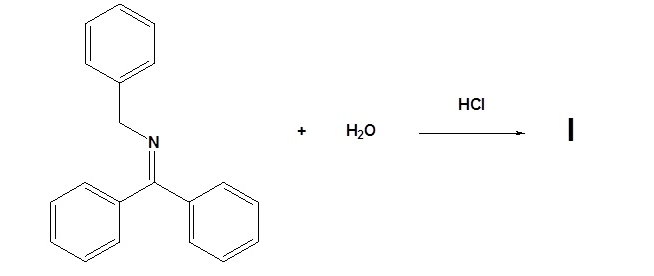 HCl
N
+ H₂O I